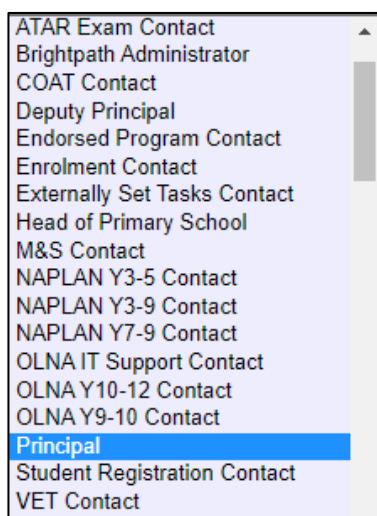 ATAR Exam Contact
Brightpath Administrator
COAT Contact
Deputy Principal
Endorsed Program Contact
Enrolment Contact
Externally Set Tasks Contact
Head of Primary School
M&S Contact
NAPLAN Y3-5 Contact
NAPLAN Y3-9 Contact
NAPLAN Y7-9 Contact
OLNA IT Support Contact
OLNA Y10-12 Contact
OLNA Y9-10 Contact
Principal
Student Registration Contact
VET Contact